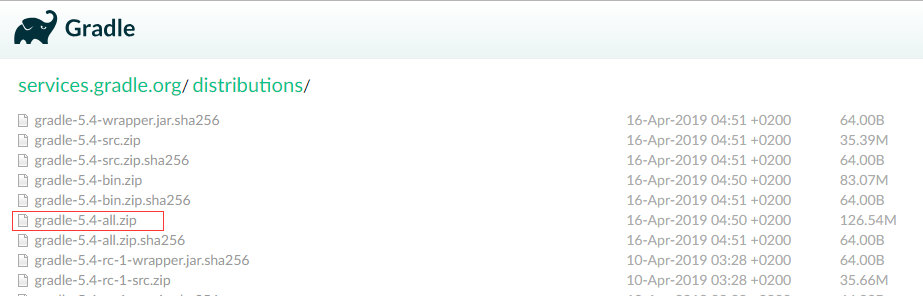 Gradle
services.gradle.org/ distributions/
gradle-5.4-wrapper.jar.sha256 16-Apr-2019 04:51 +0200 64.00B
gradle-5.4-src.zip 16-Apr-2019 04:51 +0200 35.39M
gradle-5.4-src.zip.sha256 16-Apr-2019 04:51 +0200 64.00B
gradle-5.4-bin.zip 16-Apr-2019 04:50 +0200 83.07M
gradle-5.4-bin.zip.sha256 16-Apr-2019 04:51 +0200 64.00B
gradle-5.4-all.zip 16-Apr-2019 04:50 +0200 126.54M
gradle-5.4-all.zip.sha256 16-Apr-2019 04:51 +0200 64.00B
gradle-5.4-rc-1-wrapper.jar.sha256 10-Apr-2019 03:28 +0200 64.00B
gradle-5.4-rc-1-src.zip 10-Apr-2019 03:28 +0200 35.66M